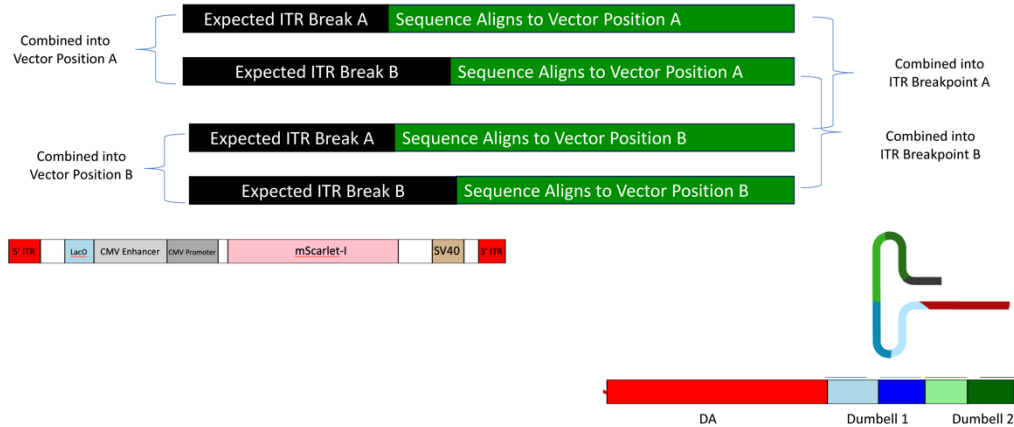 Expected ITR Break A Sequence Aligns to Vector Position A
Combined into
Vector Position A
Expected ITR Break B Sequence Aligns to Vector Position A
Combined into
ITR Breakpoint A
Expected ITR Break A Sequence Aligns to Vector Position B
Combined into
ITR Breakpoint B
Combined into
Vector Position B
Expected ITR Break B Sequence Aligns to Vector Position B
5' ITR LacO CMV Enhancer CMV Promoter mScarlet-I SV40 3' ITR
DA Dumbell 1 Dumbell 2